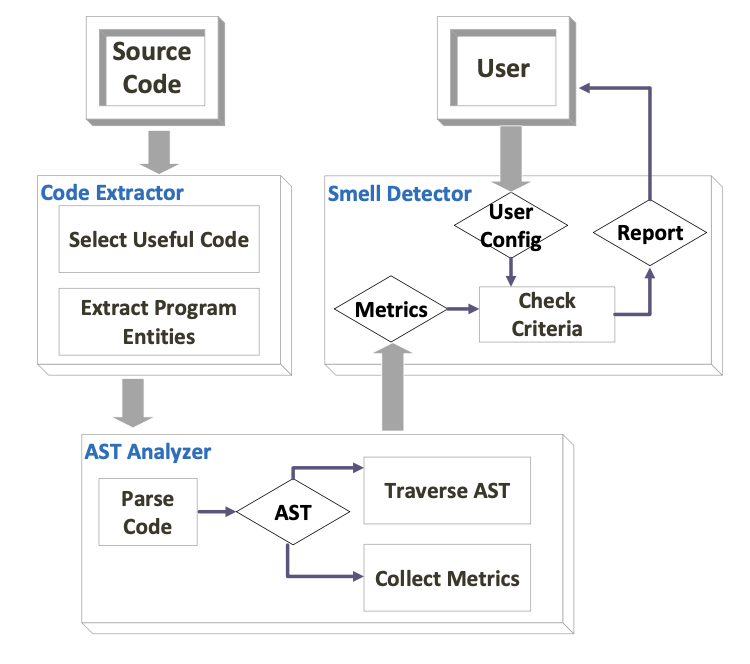 Source
Code
User
Code Extractor
Select Useful Code
Extract Program
Entities
Smell Detector
User
Config
Report
Metrics
Check
Criteria
AST Analyzer
Parse
Code
AST
Traverse AST
Collect Metrics